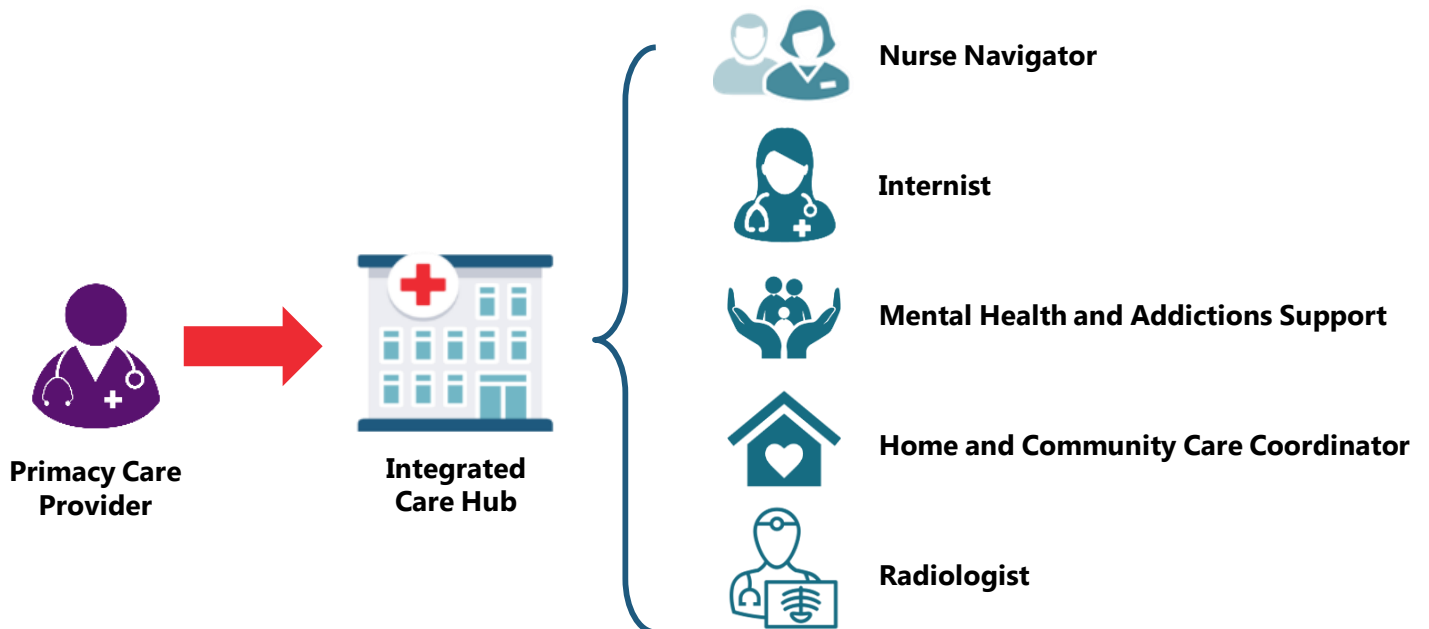 Primacy Care
Provider
Integrated
Care Hub
Nurse Navigator
Internist
Mental Health and Addictions Support
Home and Community Care Coordinator
Radiologist